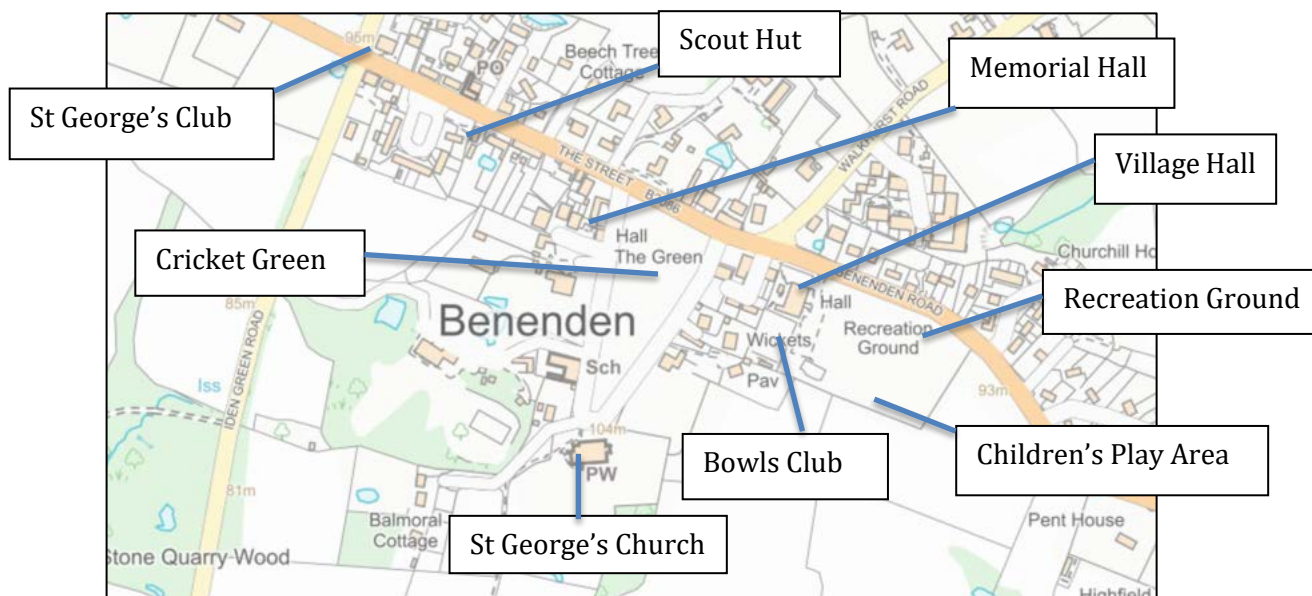 95m
Beech Tree
Cottage
Scout Hut
Memorial Hall
PO
St George's Club
THE STREET
WALKHURST ROAD
Village Hall
Hall
The Green
Cricket Green
Churchill Ho
BENENDEN ROAD
85m
Hall
Recreation Ground
Benenden
Recreation
Ground
Wickets
Sch
Pav
Iss
IDEN GREEN ROAD
93m
104m
Bowls Club
Children's Play Area
PW
81m
Balmoral
Cottage
St George's Church
Pent House
Stone Quarry Wood
Highfield